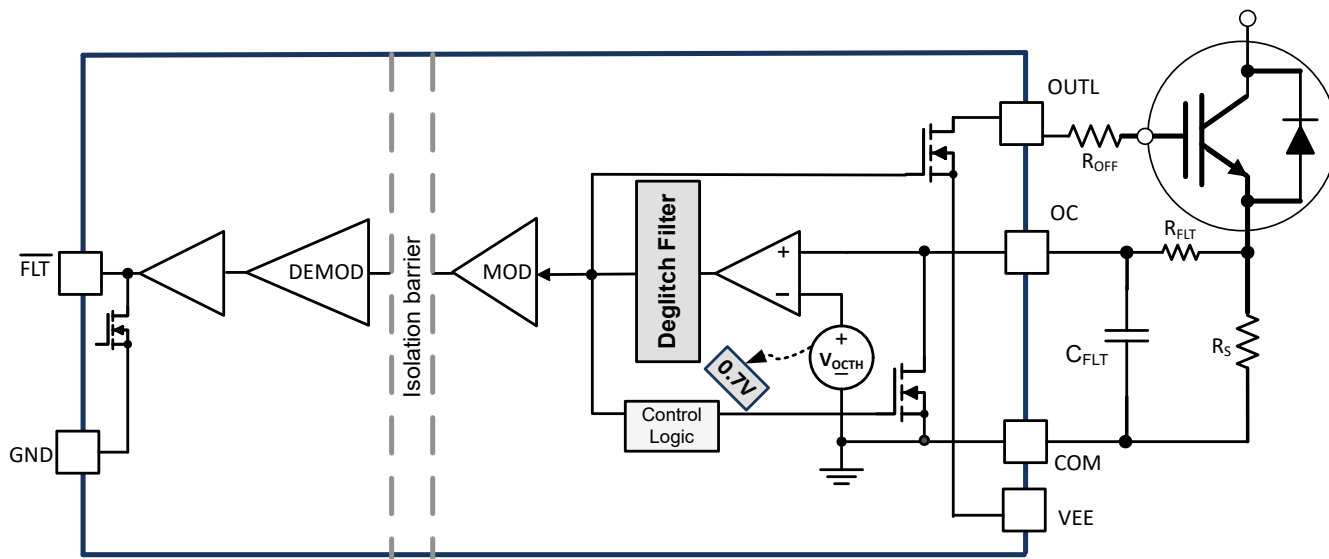 OUTL
R_OFF
OC
R_FLT
Deglitch Filter
+
−
FLT
DEMOD
Isolation barrier
MOD
+
V_OCTH
−
0.7V
C_FLT
R_S
Control
Logic
GND
COM
VEE